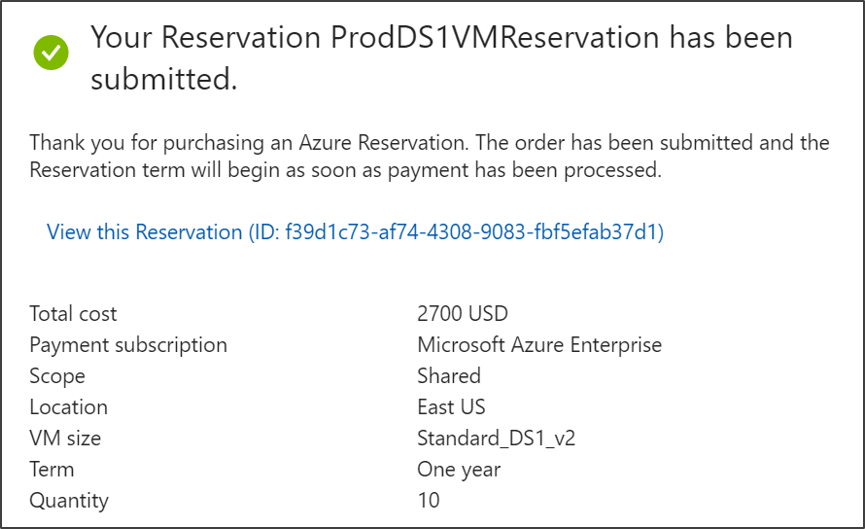 Your Reservation ProdDS1VMReservation has been
submitted.
Thank you for purchasing an Azure Reservation. The order has been submitted and the
Reservation term will begin as soon as payment has been processed.
View this Reservation (ID: f39d1c73-af74-4308-9083-fbf5efab37d1)
Total cost 2700 USD
Payment subscription Microsoft Azure Enterprise
Scope Shared
Location East US
VM size Standard_DS1_v2
Term One year
Quantity 10